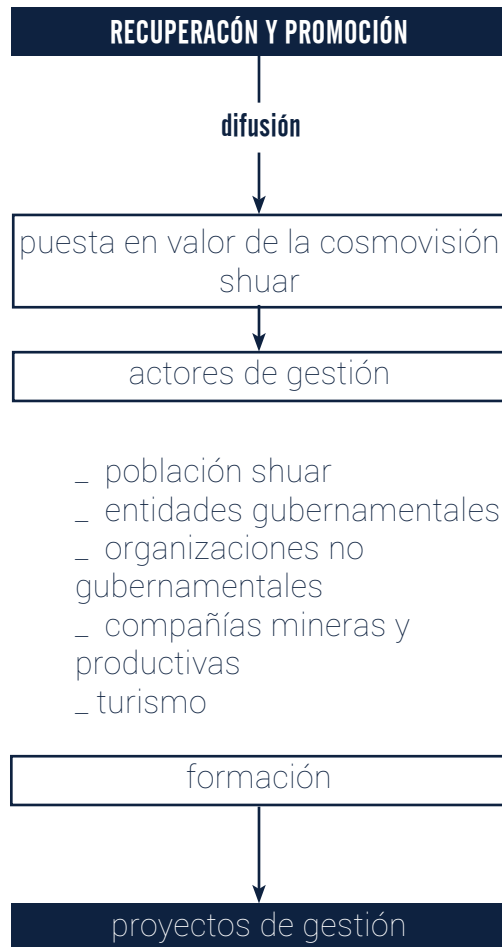 RECUPERACÓN Y PROMOCIÓN
difusión
puesta en valor de la cosmovisión
shuar
actores de gestión
_ población shuar
_ entidades gubernamentales
_ organizaciones no
gubernamentales
_ compañías mineras y
productivas
_ turismo
formación
proyectos de gestión